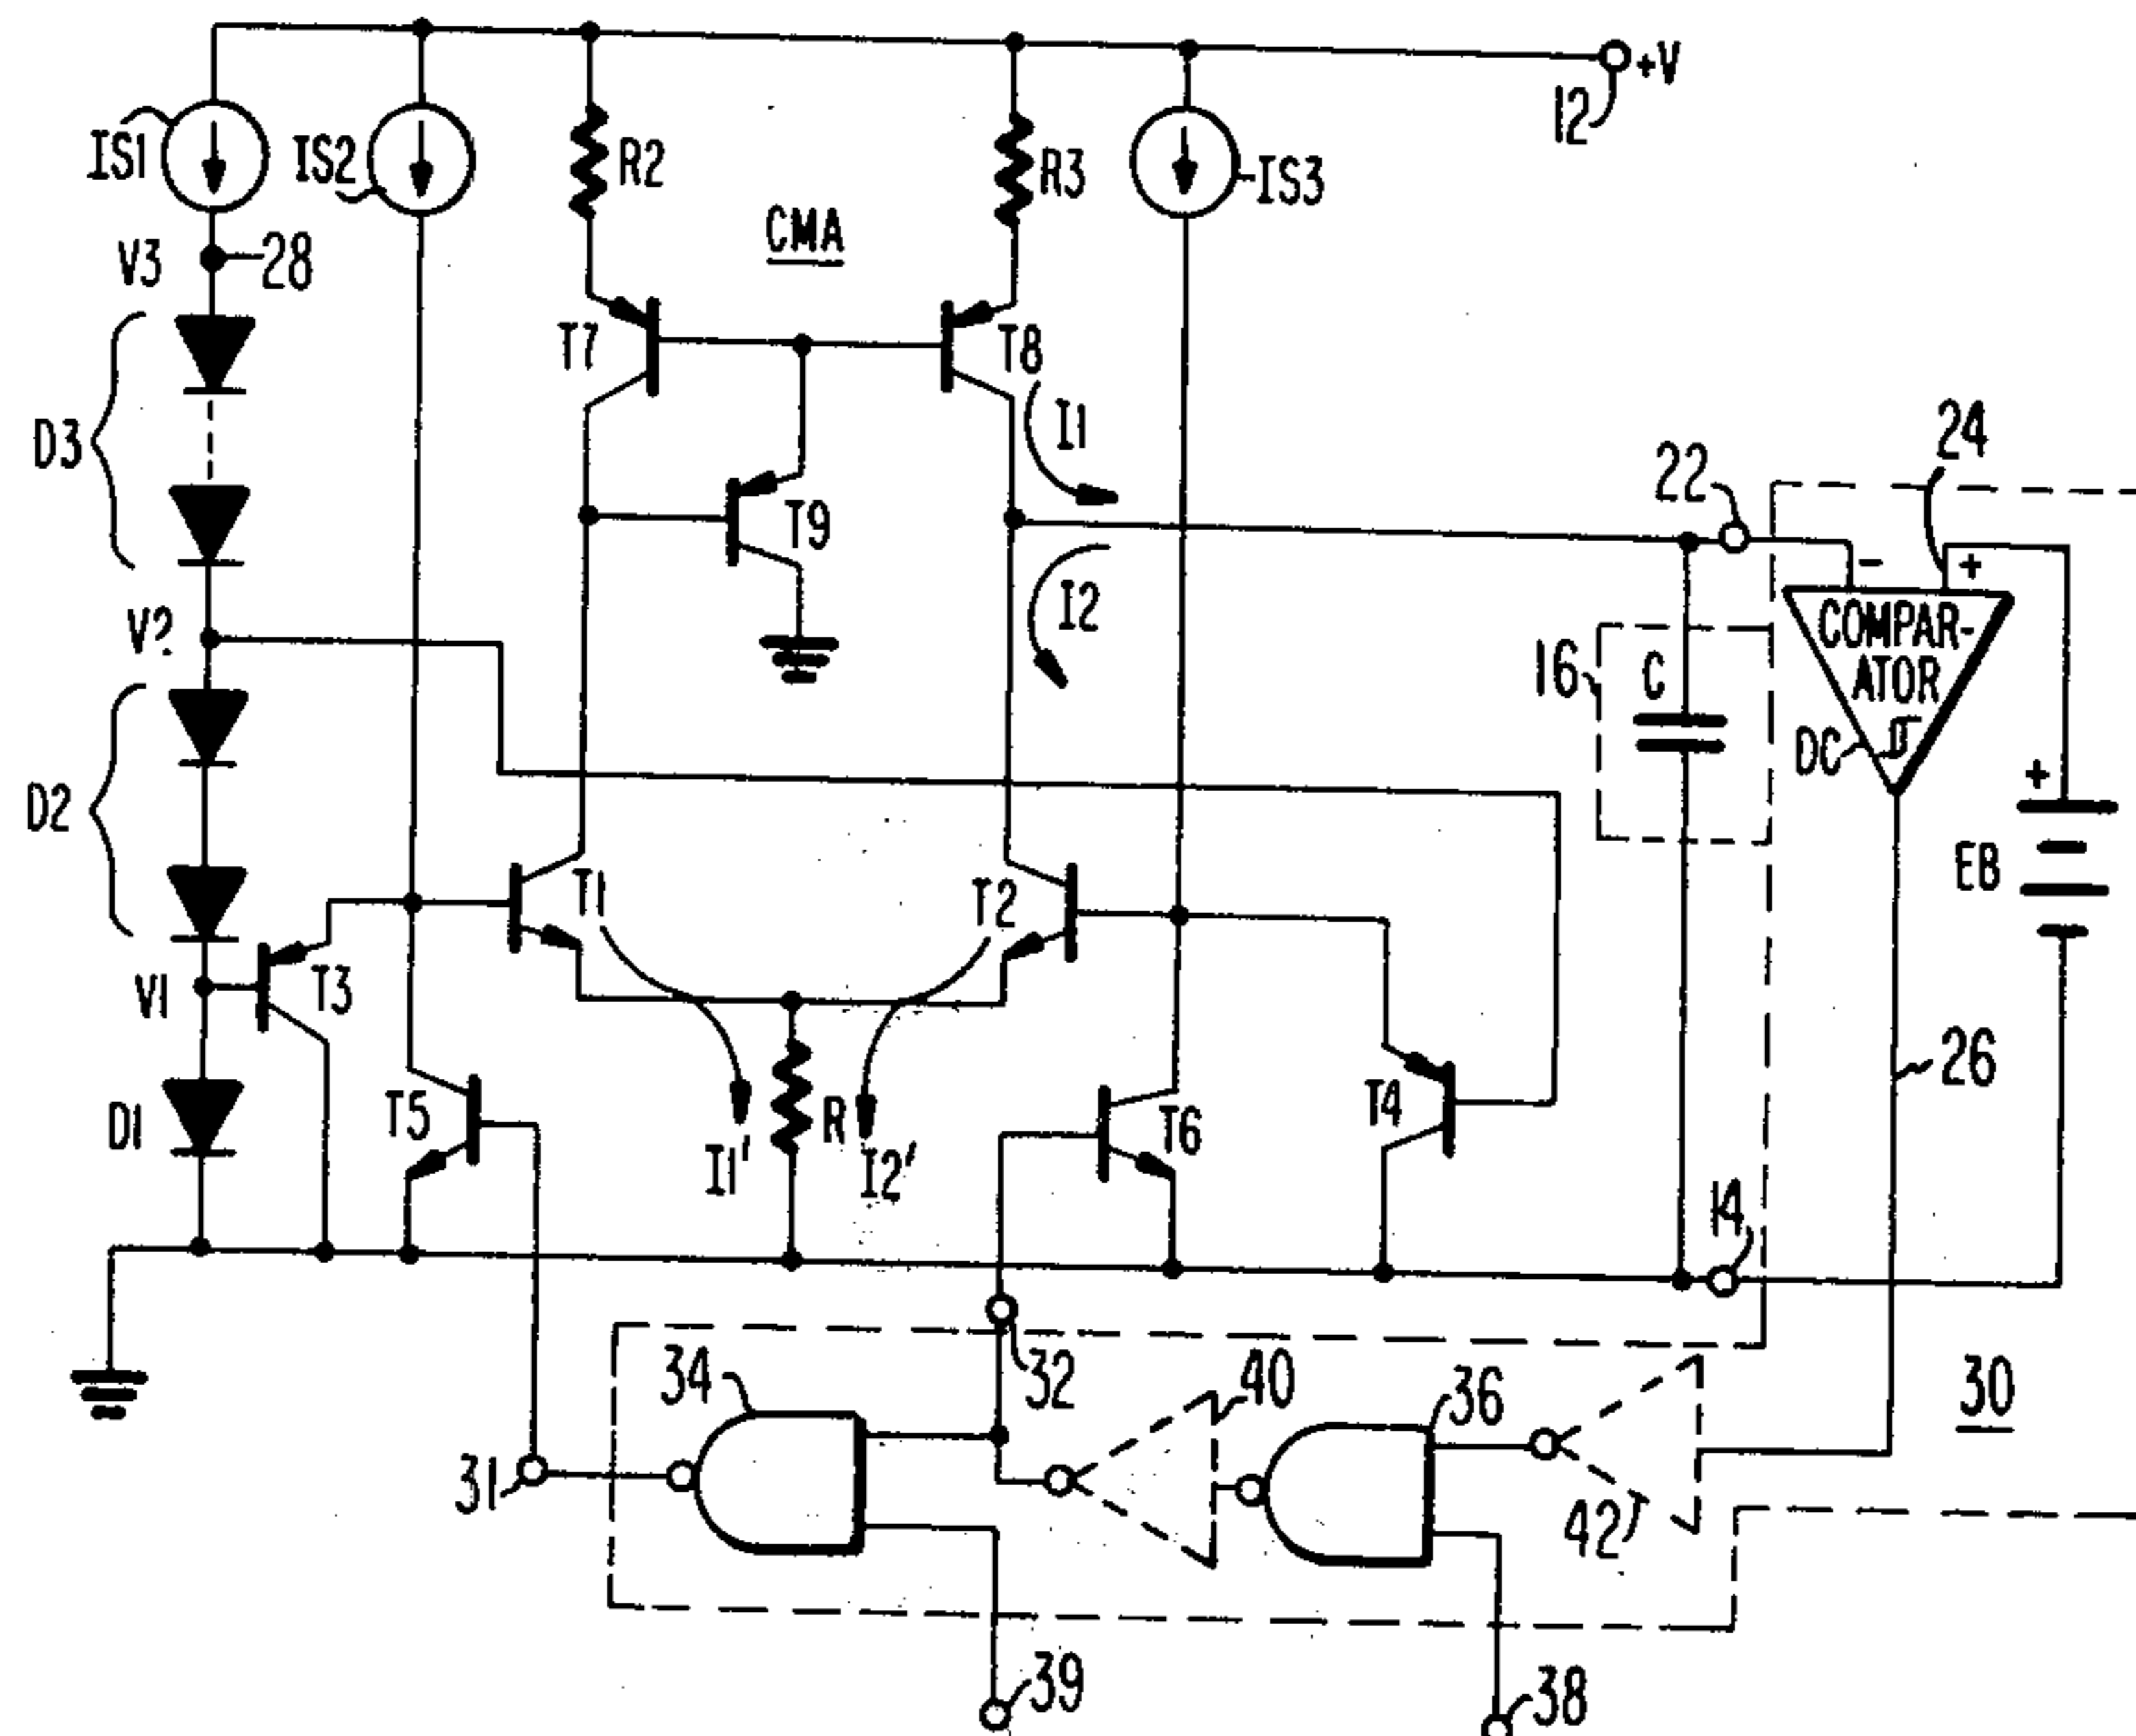 +V
12
IS1
IS2
R2
R3
IS3
CMA
V3
28
T7
T8
I1
D3
24
22
T9
- +
COMPAR-
ATOR
V2
I2
16
C
DC
+
D2
EB
T1
T2
T3
V1
26
D1
T5
R
T6
T4
I1'
I2'
14
34
32
40
36
30
31
42
39
38